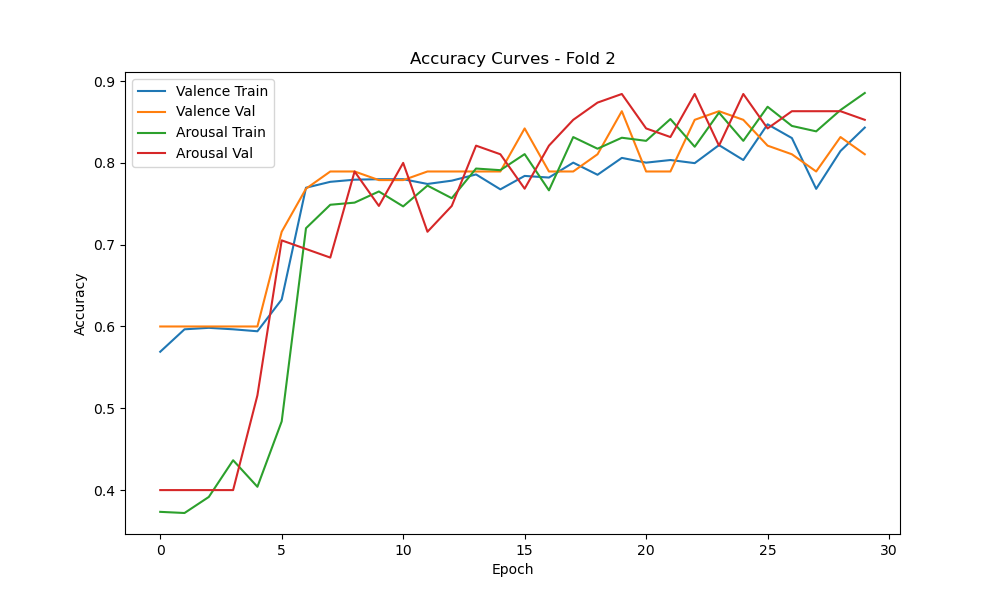 Accuracy Curves - Fold 2
Valence Train
Valence Val
Arousal Train
Arousal Val
0.9
0.8
0.7
0.6
0.5
0.4
Accuracy
0 5 10 15 20 25 30
Epoch